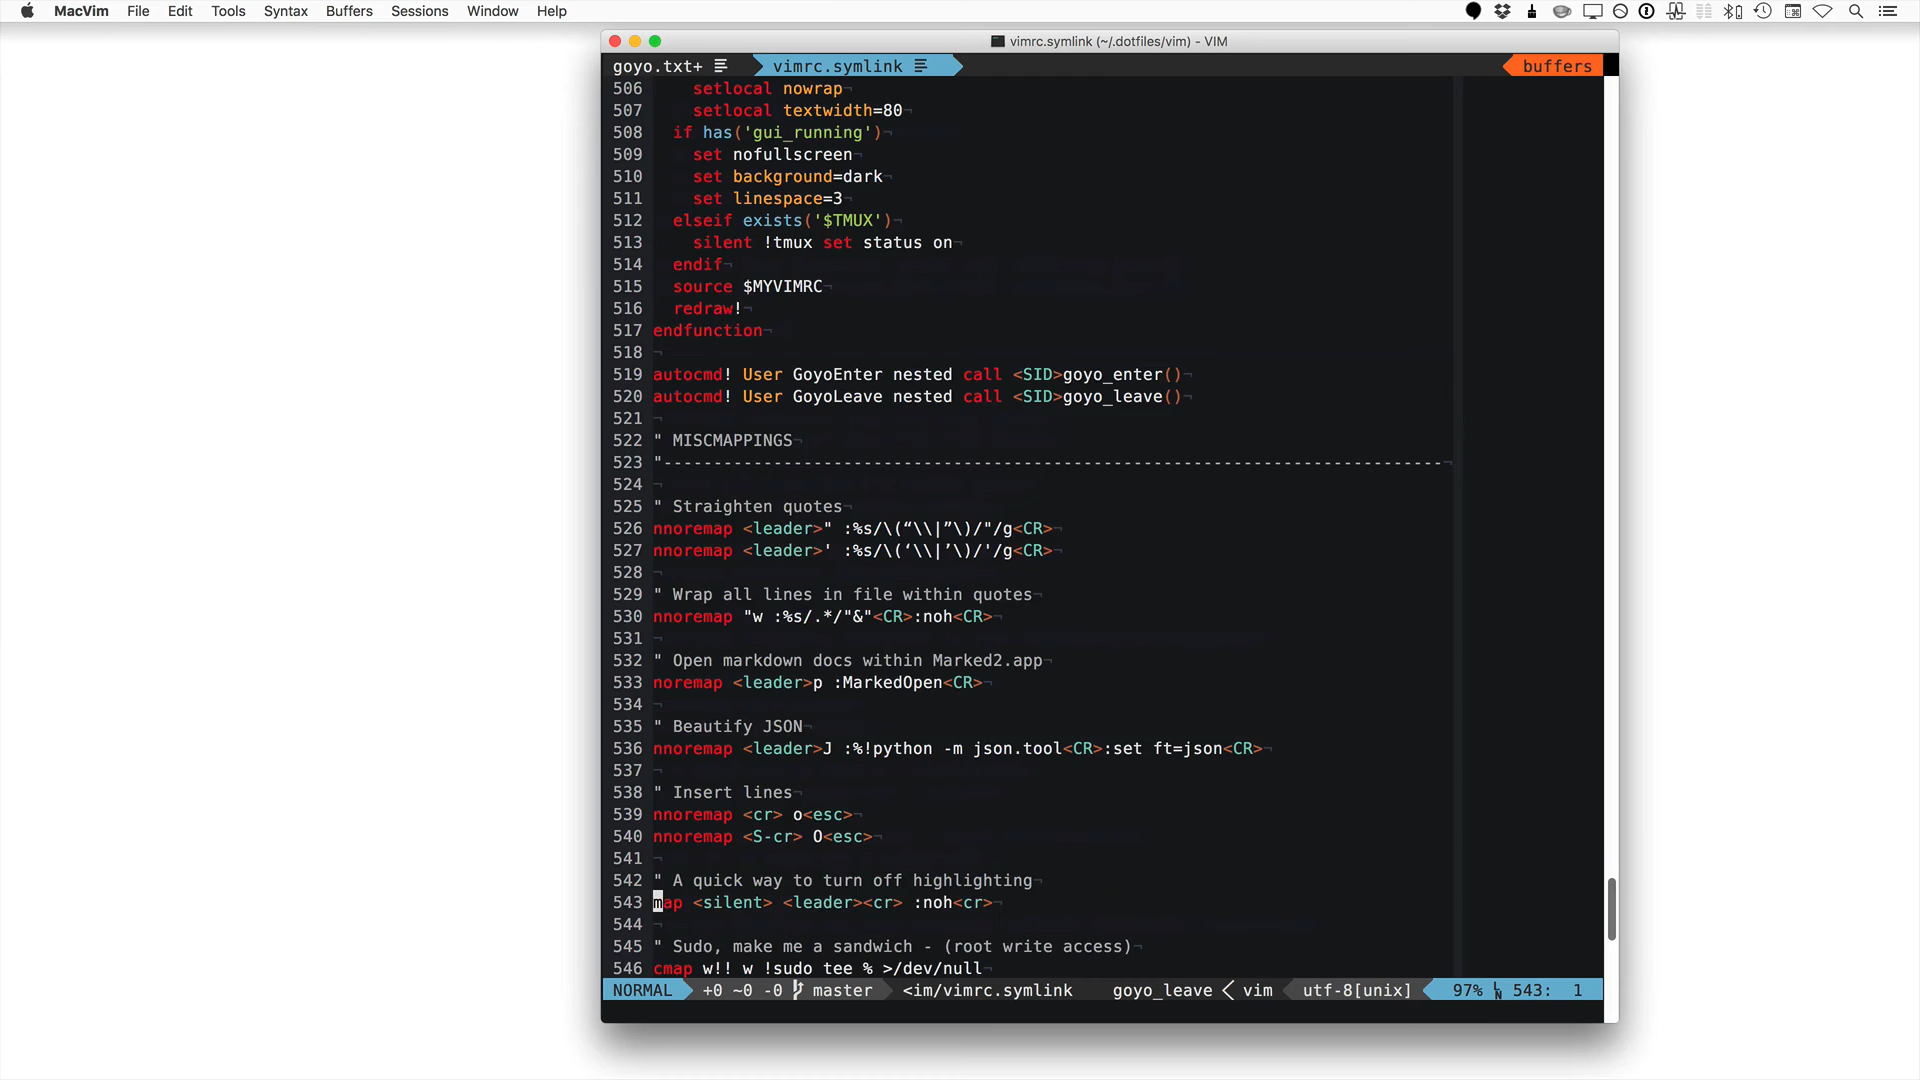 MacVim File Edit Tools Syntax Buffers Sessions Window Help
vimrc.symlink (~/.dotfiles/vim) - VIM
goyo.txt+ vimrc.symlink buffers
506 setlocal nowrap¬
507 setlocal textwidth=80¬
508 if has('gui_running')¬
509 set nofullscreen¬
510 set background=dark¬
511 set linespace=3¬
512 elseif exists('$TMUX')¬
513 silent !tmux set status on¬
514 endif¬
515 source $MYVIMRC¬
516 redraw!¬
517 endfunction¬
518 ¬
519 autocmd! User GoyoEnter nested call <SID>goyo_enter()¬
520 autocmd! User GoyoLeave nested call <SID>goyo_leave()¬
521 ¬
522 " MISCMAPPINGS¬
523 "------------------------------------------------------------------------------¬
524 ¬
525 " Straighten quotes¬
526 nnoremap <leader>" :%s/\(“\\|”\)/"/g<CR>¬
527 nnoremap <leader>' :%s/\(‘\\|’\)/'/g<CR>¬
528 ¬
529 " Wrap all lines in file within quotes¬
530 nnoremap "w :%s/.*/"&"<CR>:noh<CR>¬
531 ¬
532 " Open markdown docs within Marked2.app¬
533 noremap <leader>p :MarkedOpen<CR>¬
534 ¬
535 " Beautify JSON¬
536 nnoremap <leader>J :%!python -m json.tool<CR>:set ft=json<CR>¬
537 ¬
538 " Insert lines¬
539 nnoremap <cr> o<esc>¬
540 nnoremap <S-cr> O<esc>¬
541 ¬
542 " A quick way to turn off highlighting¬
543 map <silent> <leader><cr> :noh<cr>¬
544 ¬
545 " Sudo, make me a sandwich - (root write access)¬
546 cmap w!! w !sudo tee % >/dev/null¬
NORMAL +0 ~0 -0 master <im/vimrc.symlink goyo_leave < vim utf-8[unix] 97% LN 543: 1